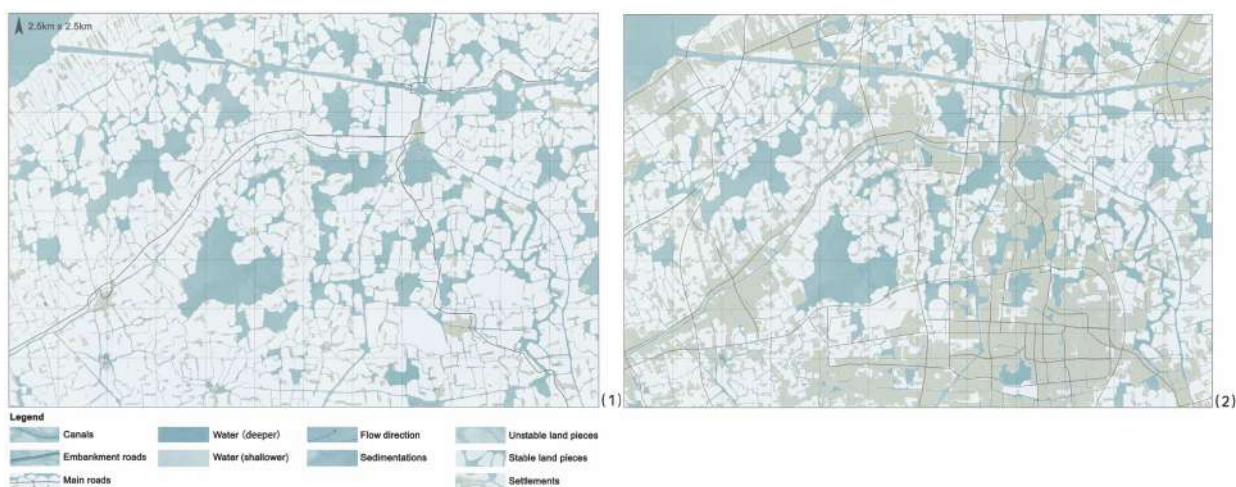 2.5km x 2.5km
(1)
(2)
Legend
Canals
Water (deeper)
Flow direction
Unstable land pieces
Embankment roads
Water (shallower)
Sedimentations
Stable land pieces
Main roads
Settlements